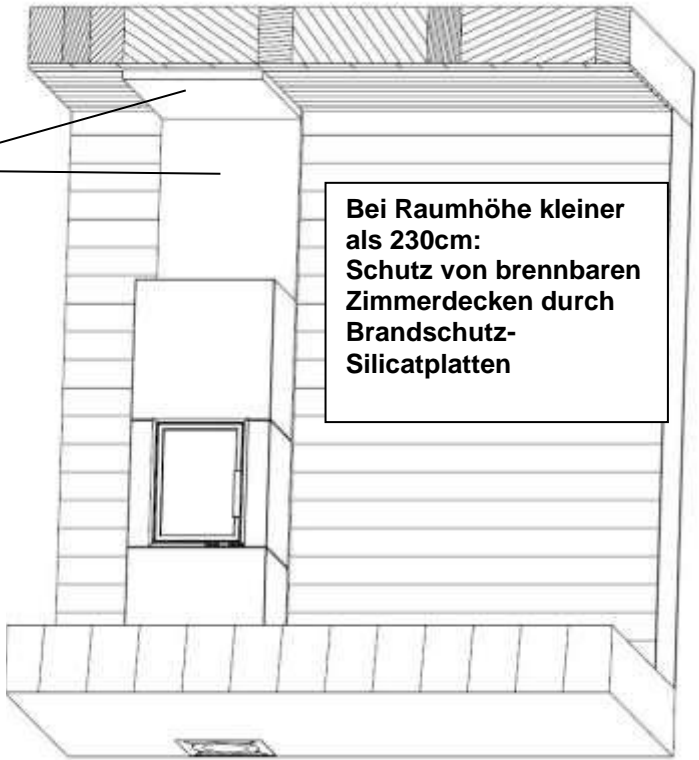 Bei Raumhöhe kleiner
als 230cm:
Schutz von brennbaren
Zimmerdecken durch
Brandschutz-
Silicatplatten